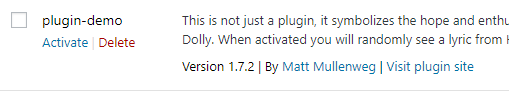 plugin-demo
Activate | Delete
This is not just a plugin, it symbolizes the hope and
Dolly. When activated you will randomly see a lyric from
Version 1.7.2 | By Matt Mullenweg | Visit plugin site